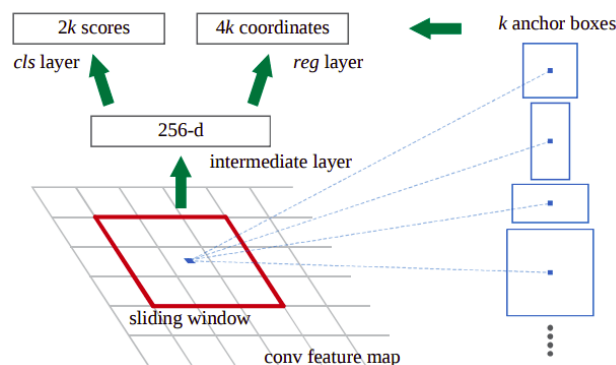 2k scores
4k coordinates
k anchor boxes
cls layer
reg layer
256-d
intermediate layer
sliding window
conv feature map